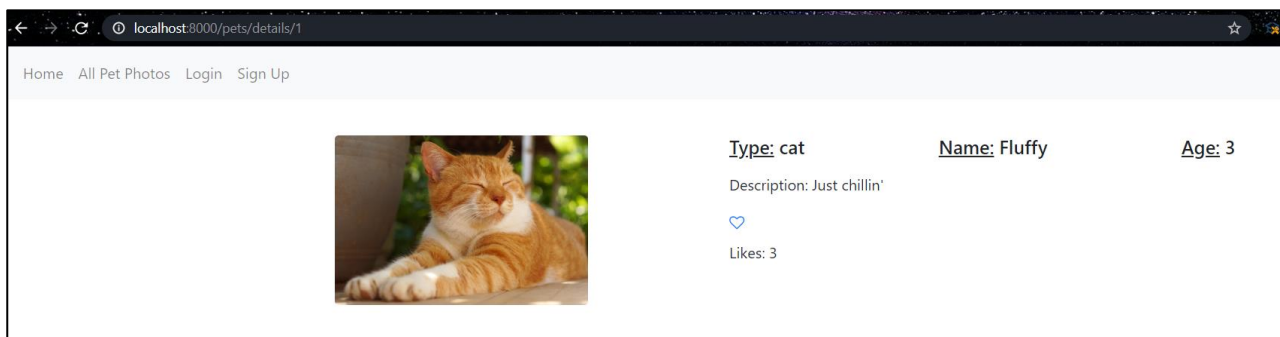 localhost:8000/pets/details/1
Home All Pet Photos Login Sign Up
Type: cat Name: Fluffy Age: 3
Description: Just chillin'
Likes: 3